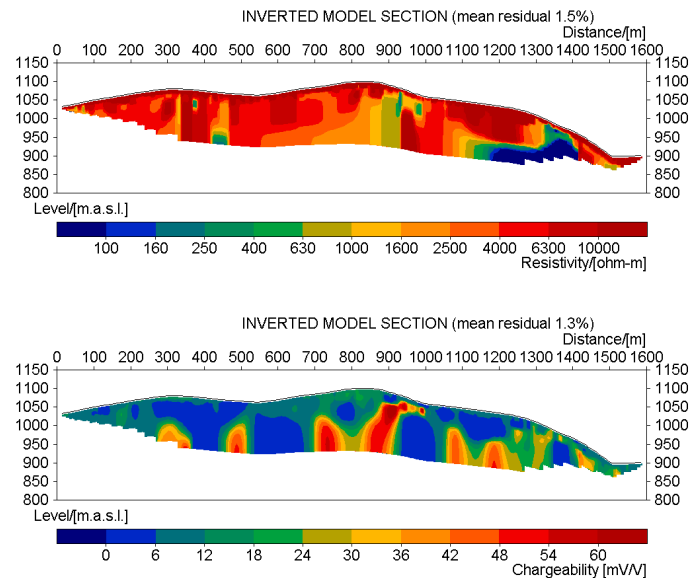 INVERTED MODEL SECTION (mean residual 1.5%)
Distance/[m]
0 100 200 300 400 500 600 700 800 900 1000 1100 1200 1300 1400 1500 1600
1150 1150
1100 1100
1050 1050
1000 1000
950 950
900 900
850 850
800 800
Level/[m.a.s.l.]
100 160 250 400 630 1000 1600 2500 4000 6300 10000
Resistivity/[ohm-m]
INVERTED MODEL SECTION (mean residual 1.3%)
Distance/[m]
0 100 200 300 400 500 600 700 800 900 1000 1100 1200 1300 1400 1500 1600
1150 1150
1100 1100
1050 1050
1000 1000
950 950
900 900
850 850
800 800
Level/[m.a.s.l.]
0 6 12 18 24 30 36 42 48 54 60
Chargeability [mV/V]